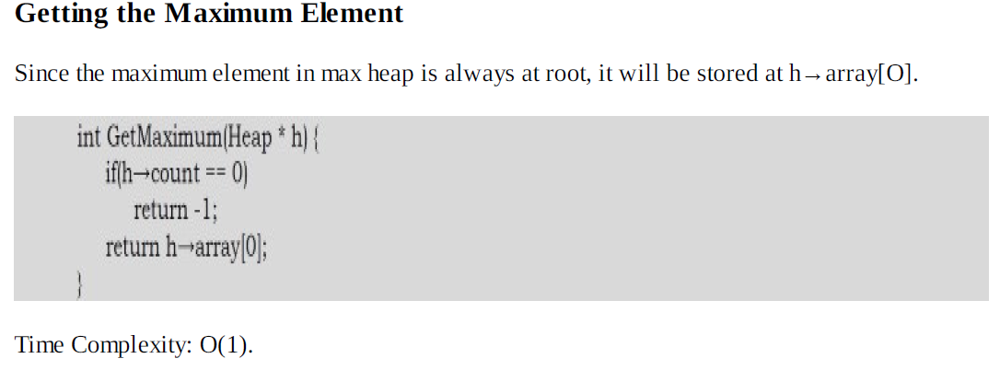 Getting the Maximum Element
Since the maximum element in max heap is always at root, it will be stored at h→array[O].
int GetMaximum(Heap * h) {
if(h→count == 0)
return -1;
return h→array[0];
}
Time Complexity: O(1).